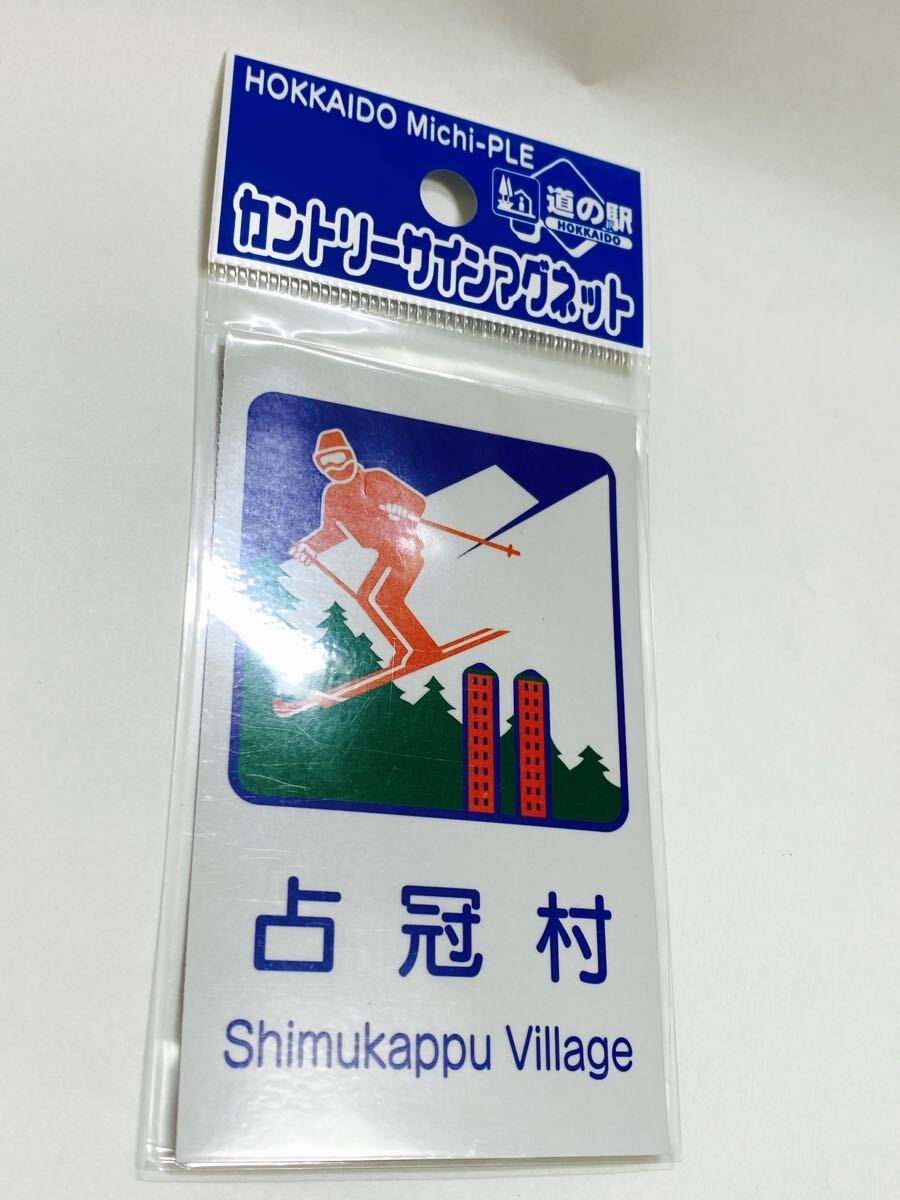 HOKKAIDO Michi-PLE
道の駅
HOKKAIDO
カントリーサインマグネット
占冠村
Shimukappu Village